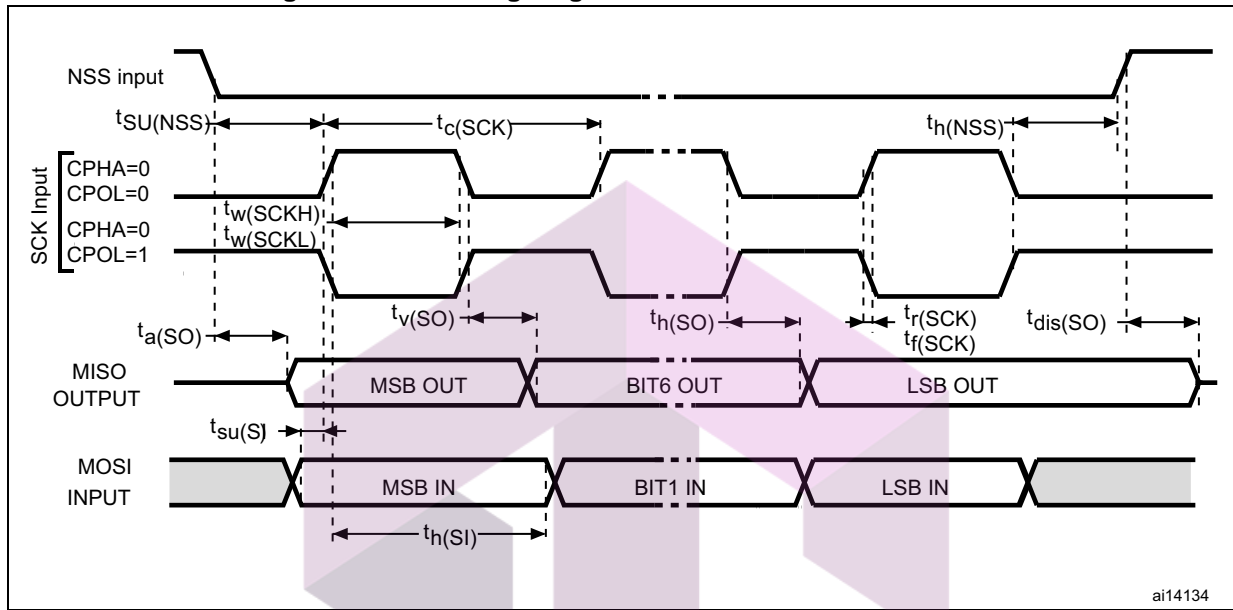 NSS input
tSU(NSS)
tc(SCK)
th(NSS)
SCK Input
CPHA=0
CPOL=0
CPHA=0
CPOL=1
tw(SCKH)
tw(SCKL)
ta(SO)
tv(SO)
th(SO)
tr(SCK)
tf(SCK)
tdis(SO)
MISO
OUTPUT
MSB OUT
BIT6 OUT
LSB OUT
tsu(SI)
MOSI
INPUT
MSB IN
BIT1 IN
LSB IN
th(SI)
ai14134